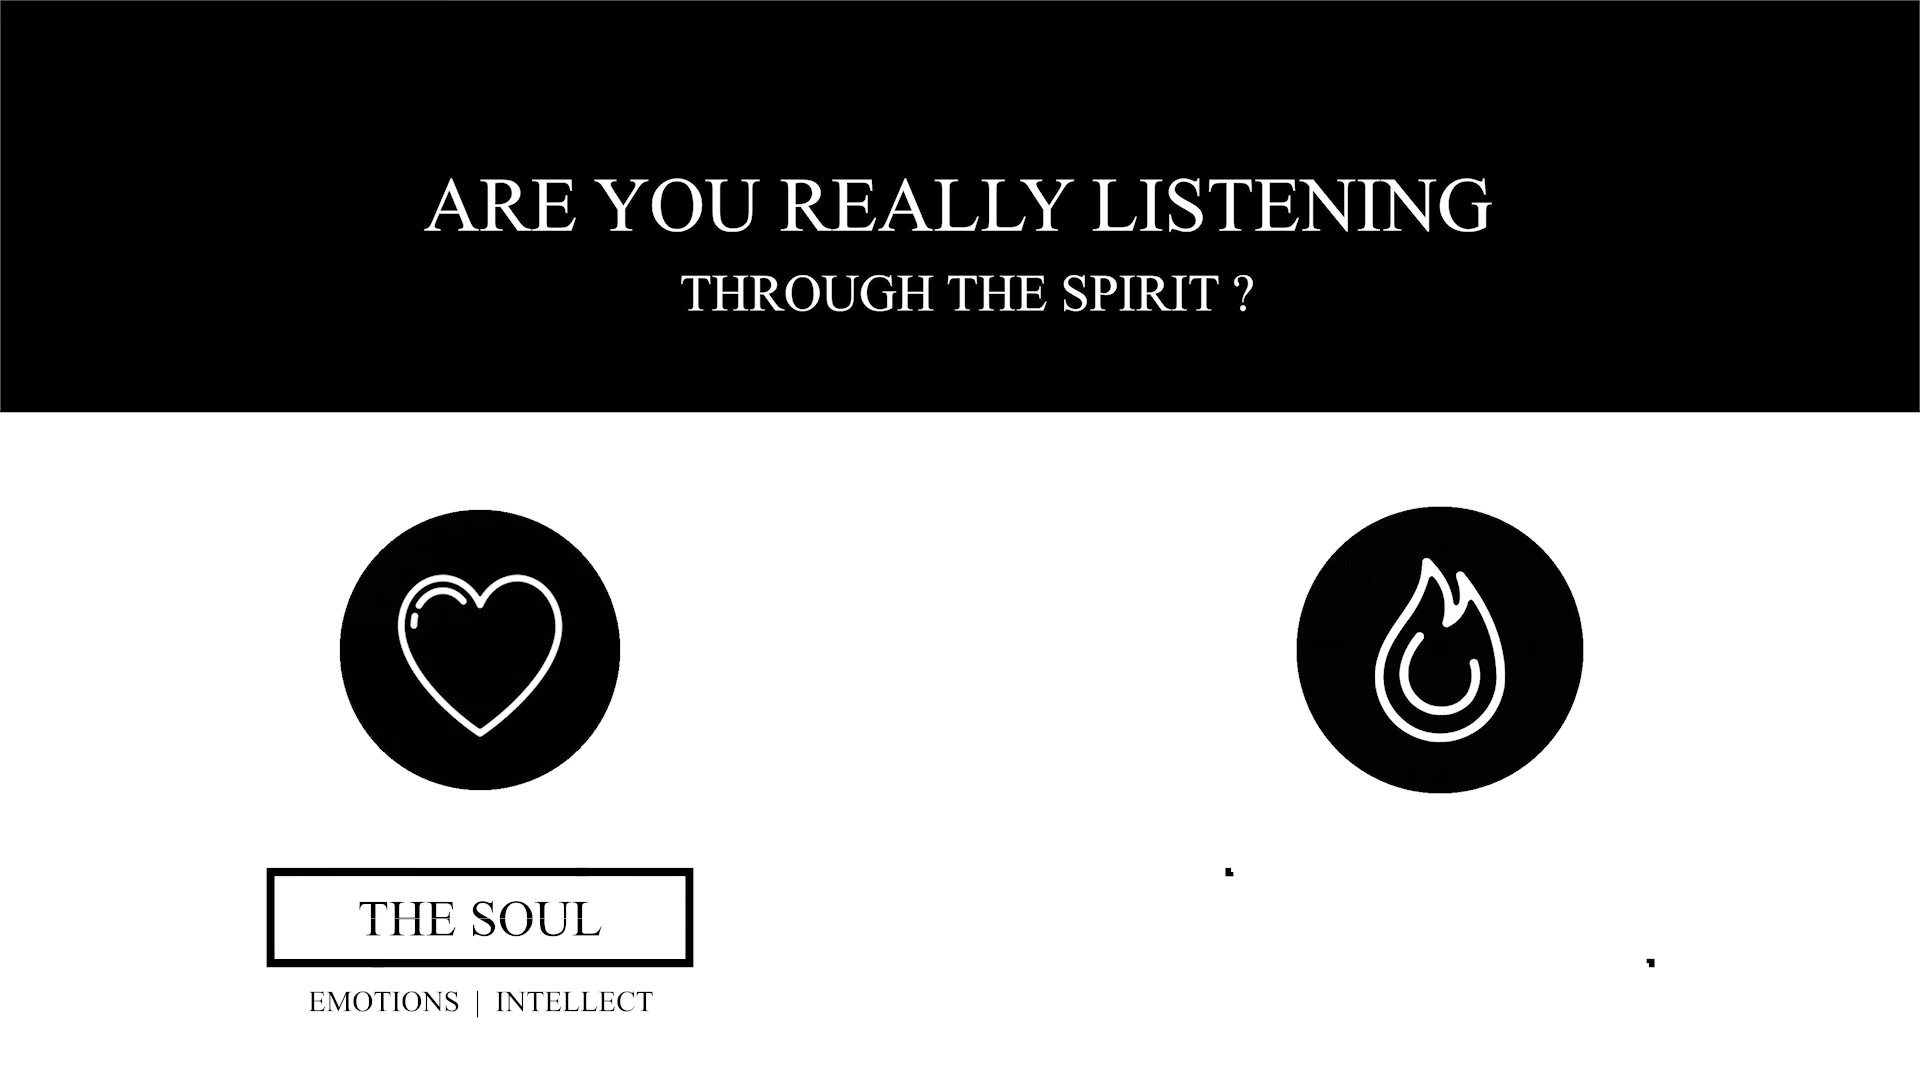 ARE YOU REALLY LISTENING
THROUGH THE SPIRIT ?
THE SOUL
EMOTIONS | INTELLECT